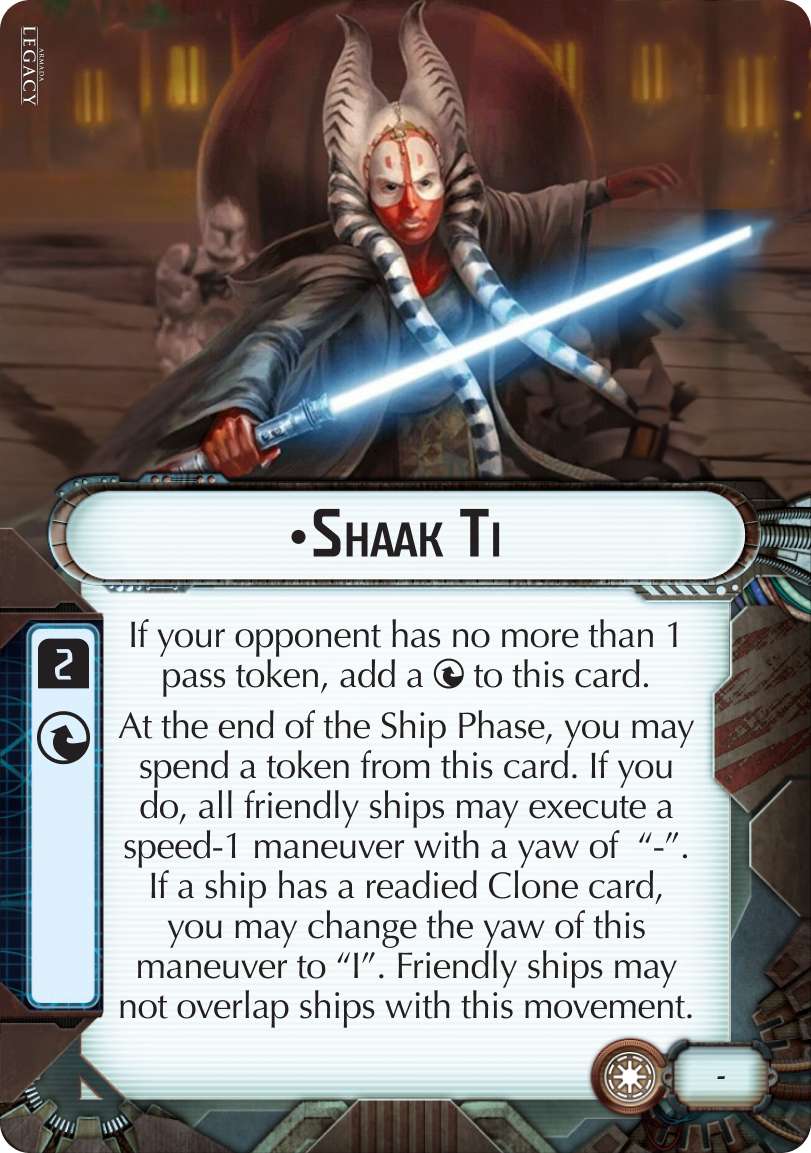 ARMADA
LEGACY
•Shaak Ti
2
If your opponent has no more than 1
pass token, add a to this card.
At the end of the Ship Phase, you may
spend a token from this card. If you
do, all friendly ships may execute a
speed-1 maneuver with a yaw of “-”.
If a ship has a readied Clone card,
you may change the yaw of this
maneuver to “I”. Friendly ships may
not overlap ships with this movement.
-